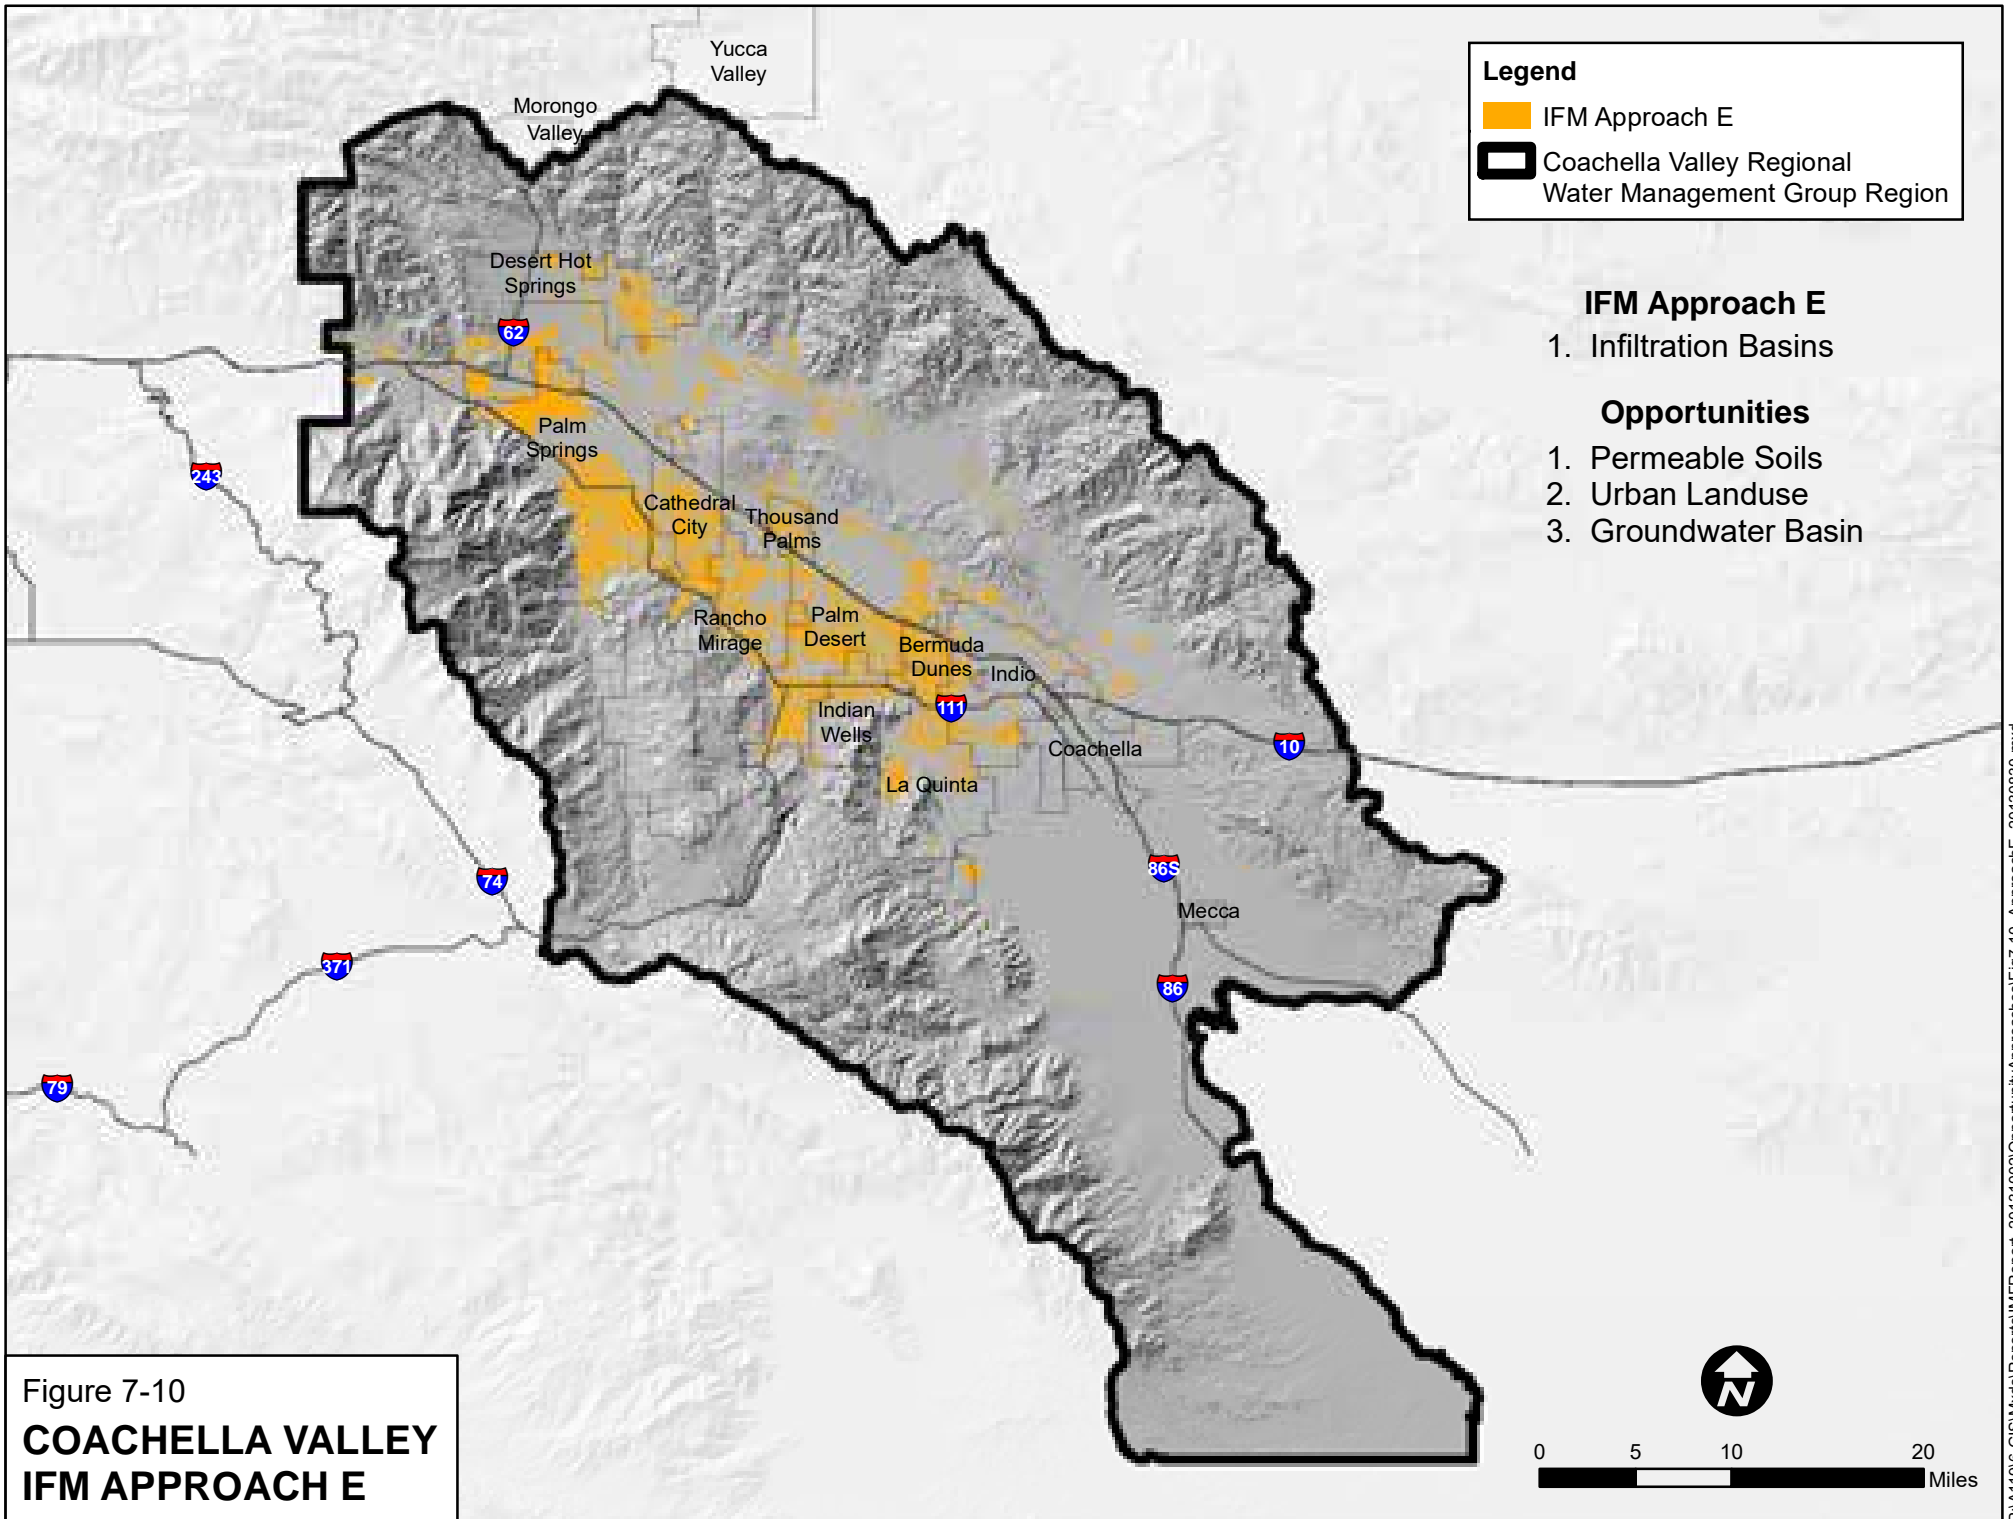 Yucca
Valley
Morongo
Valley
Legend
IFM Approach E
Coachella Valley Regional
Water Management Group Region
Desert Hot
Springs
62
IFM Approach E
1. Infiltration Basins
Opportunities
1. Permeable Soils
2. Urban Landuse
3. Groundwater Basin
Palm
Springs
243
Cathedral
City
Thousand
Palms
Rancho
Mirage
Palm
Desert
Bermuda
Dunes
Indio
111
Indian
Wells
Coachella
10
La Quinta
74
86S
Mecca
371
86
79
N
0 5 10 20
Miles
Figure 7-10
COACHELLA VALLEY
IFM APPROACH E